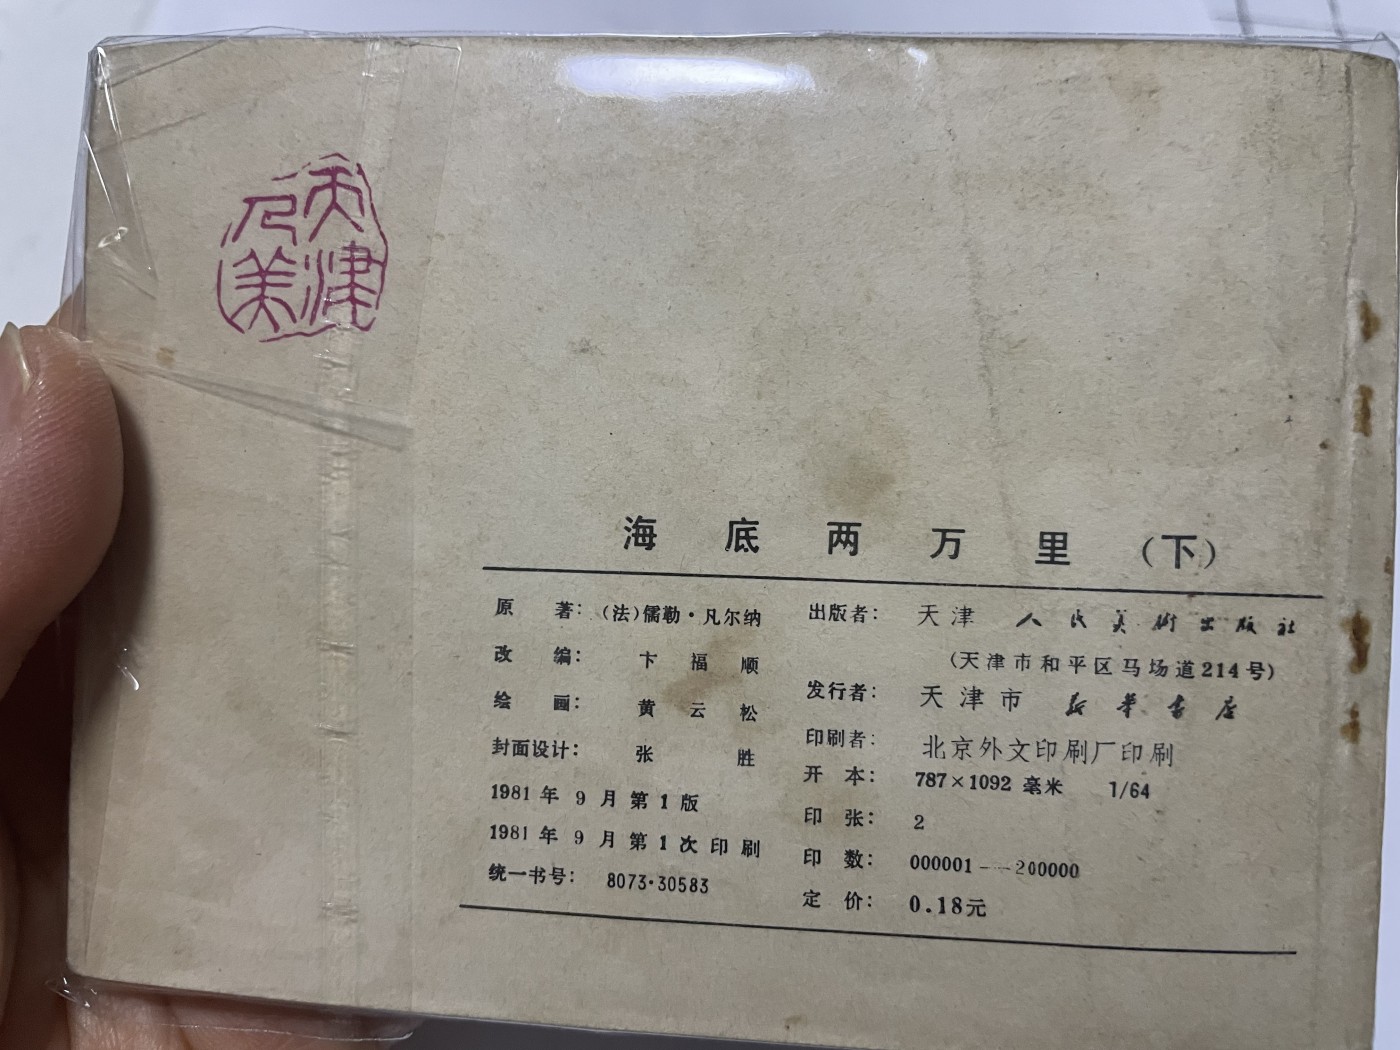 天津
人美
海底两万里（下）
原著：（法）儒勒·凡尔纳
改编：卞福顺
绘画：黄云松
封面设计：张胜
1981年9月第1版
1981年9月第1次印刷
统一书号：8073·30583
出版者：天津人民美術出版社
（天津市和平区马场道214号）
发行者：天津市新华书店
印刷者：北京外文印刷厂印刷
开本：787×1092毫米 1/64
印张：2
印数：000001——200000
定价：0.18元